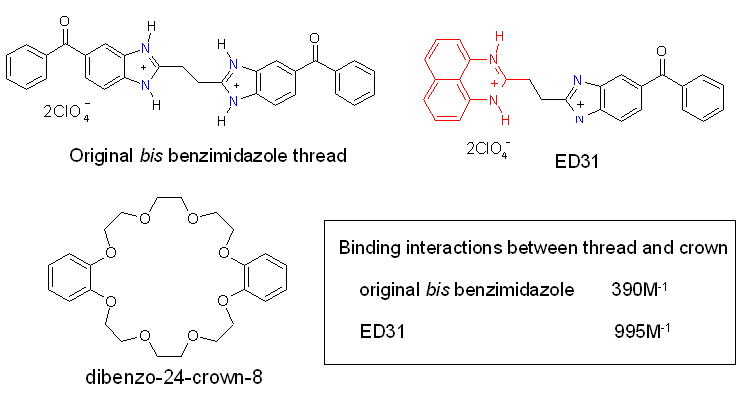 O
H
N
H
N
O
N
+
+
N
H
N
H
2ClO4−
Original bis benzimidazole thread
H
N
O
+
N
N
H
+
N
2ClO4−
ED31
O O
O O
O O
O O
dibenzo-24-crown-8
Binding interactions between thread and crown
original bis benzimidazole 390M-1
ED31 995M-1